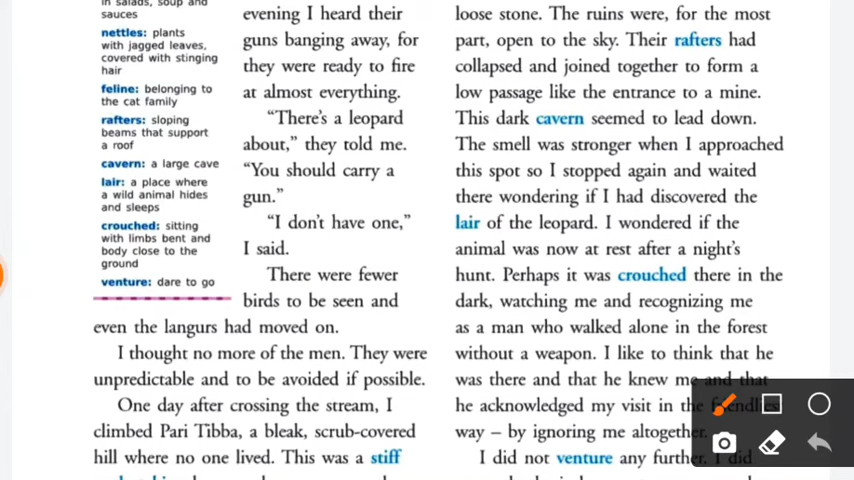 in salads, soup and
sauces
nettles: plants
with jagged leaves,
covered with stinging
hair
feline: belonging to
the cat family
rafters: sloping
beams that support
a roof
cavern: a large cave
lair: a place where
a wild animal hides
and sleeps
crouched: sitting
with limbs bent and
body close to the
ground
venture: dare to go
evening I heard their
guns banging away, for
they were ready to fire
at almost everything.
“There’s a leopard
about,” they told me.
“You should carry a
gun.”
“I don’t have one,”
I said.
There were fewer
birds to be seen and
even the langurs had moved on.
I thought no more of the men. They were
unpredictable and to be avoided if possible.
One day after crossing the stream, I
climbed Pari Tibba, a bleak, scrub-covered
hill where no one lived. This was a stiff
loose stone. The ruins were, for the most
part, open to the sky. Their rafters had
collapsed and joined together to form a
low passage like the entrance to a mine.
This dark cavern seemed to lead down.
The smell was stronger when I approached
this spot so I stopped again and waited
there wondering if I had discovered the
lair of the leopard. I wondered if the
animal was now at rest after a night’s
hunt. Perhaps it was crouched there in the
dark, watching me and recognizing me
as a man who walked alone in the forest
without a weapon. I like to think that he
was there and that he knew me and that
he acknowledged my visit in the friendliest
way – by ignoring me altogether.
I did not venture any further. I did